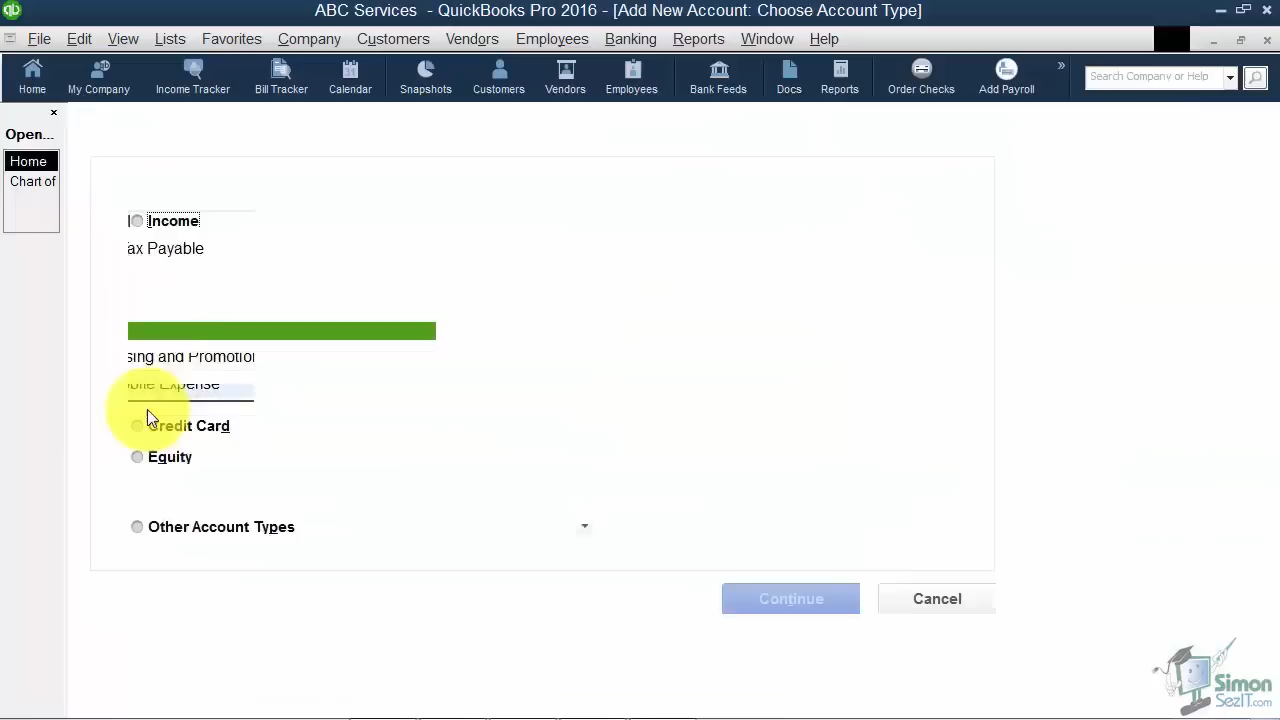 ABC Services - QuickBooks Pro 2016 - [Add New Account: Choose Account Type]
File Edit View Lists Favorites Company Customers Vendors Employees Banking Reports Window Help
Home My Company Income Tracker Bill Tracker Calendar Snapshots Customers Vendors Employees Bank Feeds Docs Reports Order Checks Add Payroll » Search Company or Help
Open...
Home
Chart of
Income
ax Payable
sing and Promotion
bile Expense
Credit Card
Equity
Other Account Types
Continue Cancel
Simon
SezIT.com